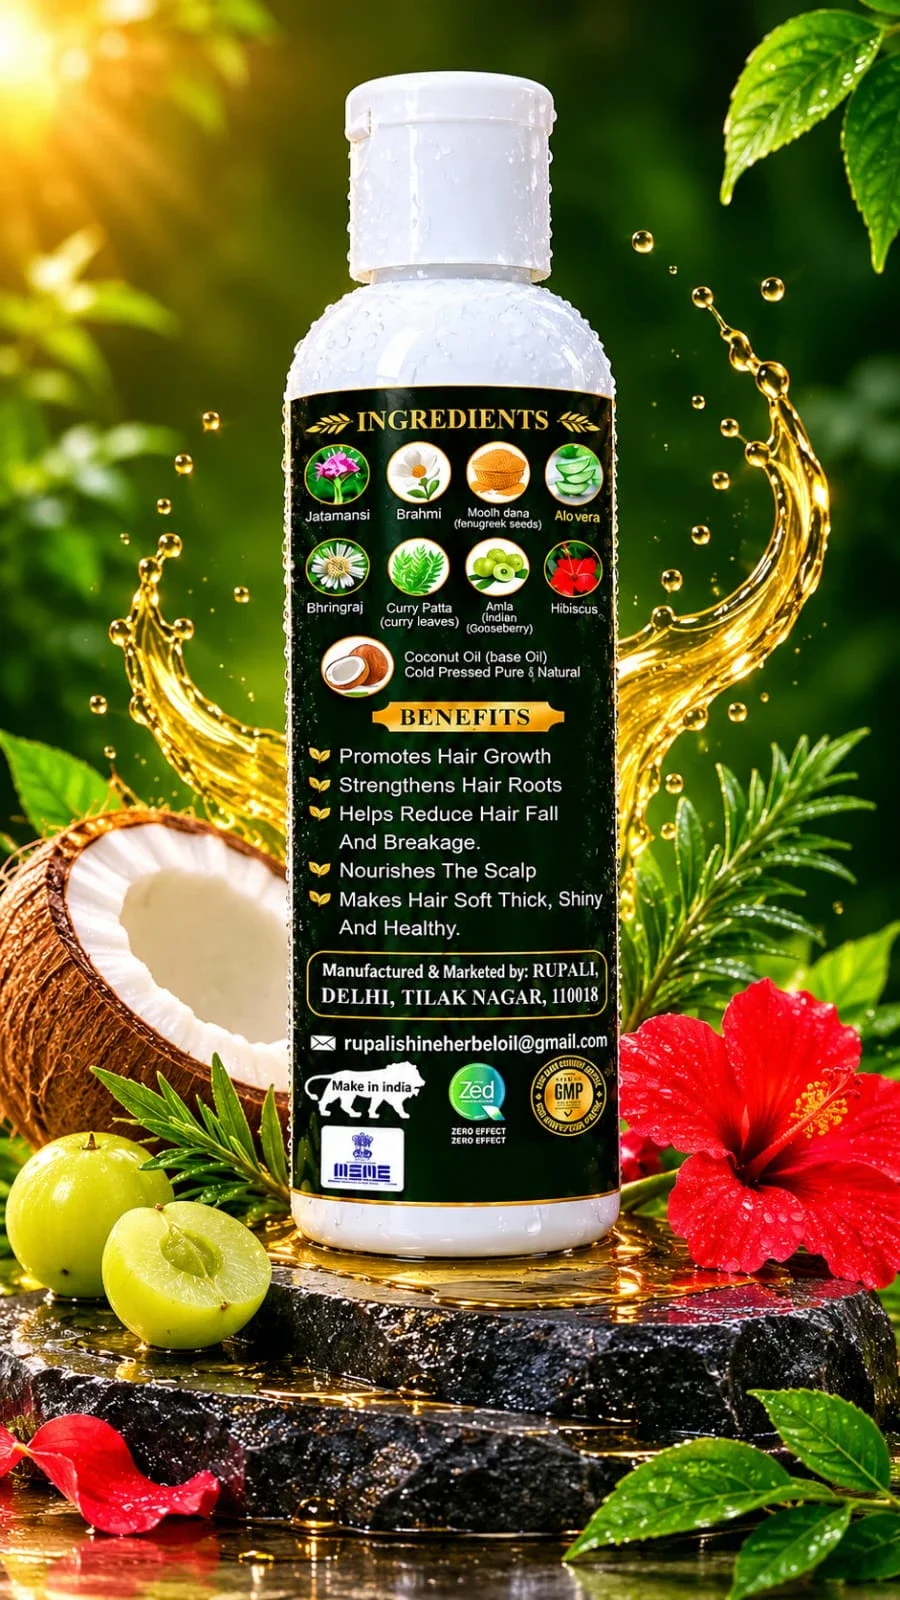 INGREDIENTS
Jatamansi
Brahmi
Mooth dana
(fenugreek seeds)
Alo vera
Bhringraj
Curry Patta
(curry leaves)
Amla
(Indian
(Gooseberry)
Hibiscus
Coconut Oil (base Oil)
Cold Pressed Pure & Natural
BENEFITS
Promotes Hair Growth
Strengthens Hair Roots
Helps Reduce Hair Fall
And Breakage.
Nourishes The Scalp
Makes Hair Soft Thick, Shiny
And Healthy.
Manufactured & Marketed by: RUPALI,
DELHI, TILAK NAGAR, 110018
rupalishineherbeloil@gmail.com
Make in india
Zed
ZERO EFFECT
ZERO EFFECT
GMP
MSME